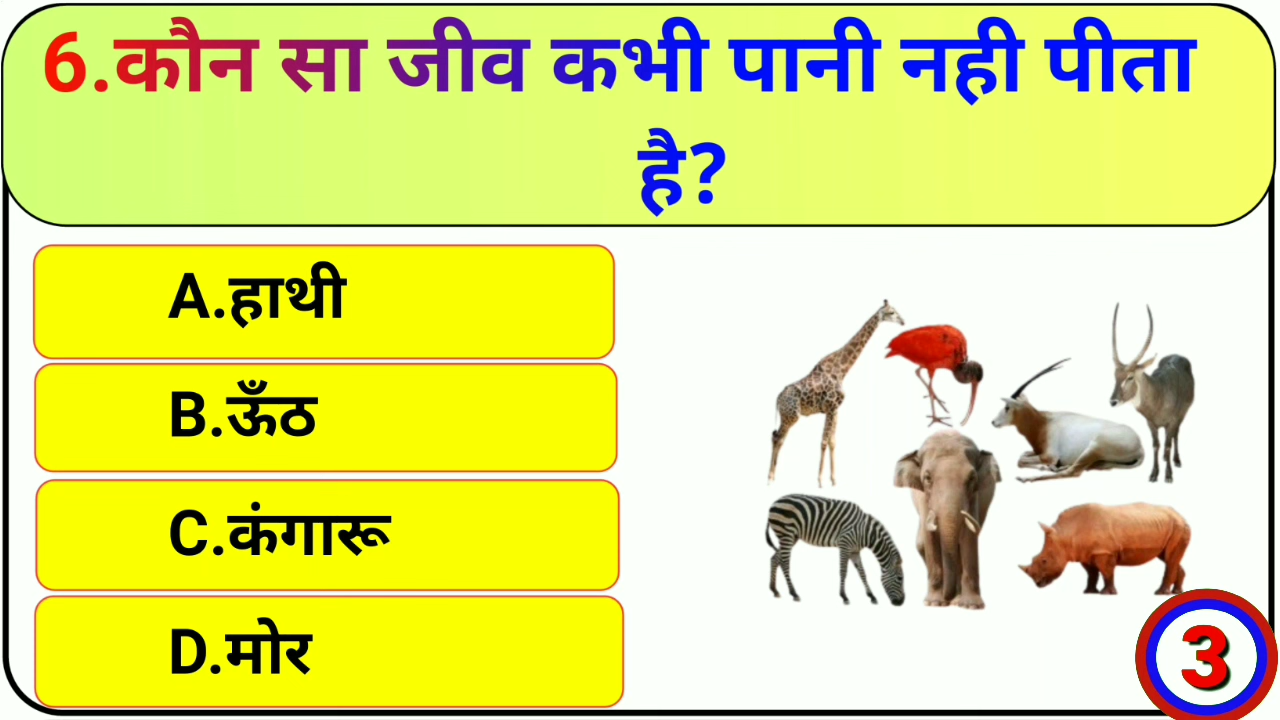 6.कौन सा जीव कभी पानी नही पीता
है?
A.हाथी
B.ऊँठ
C.कंगारू
D.मोर
3